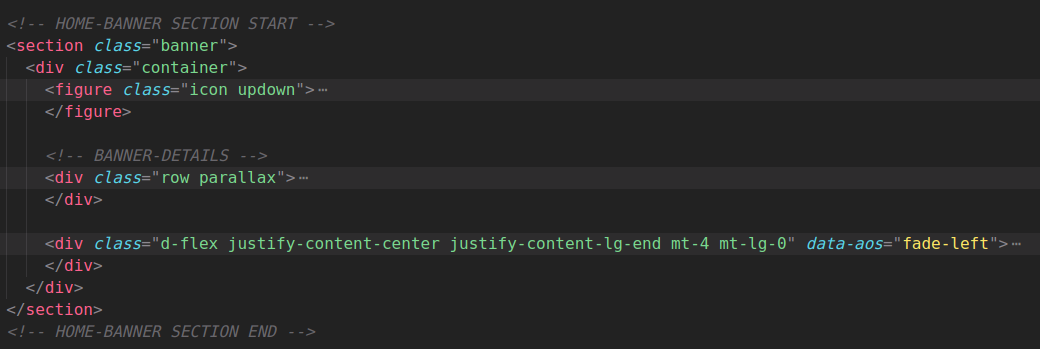 <!-- HOME-BANNER SECTION START -->
<section class="banner">
<div class="container">
<figure class="icon updown">⋯
</figure>
<!-- BANNER-DETAILS -->
<div class="row parallax">⋯
</div>
<div class="d-flex justify-content-center justify-content-lg-end mt-4 mt-lg-0" data-aos="fade-left">⋯
</div>
</div>
</section>
<!-- HOME-BANNER SECTION END -->